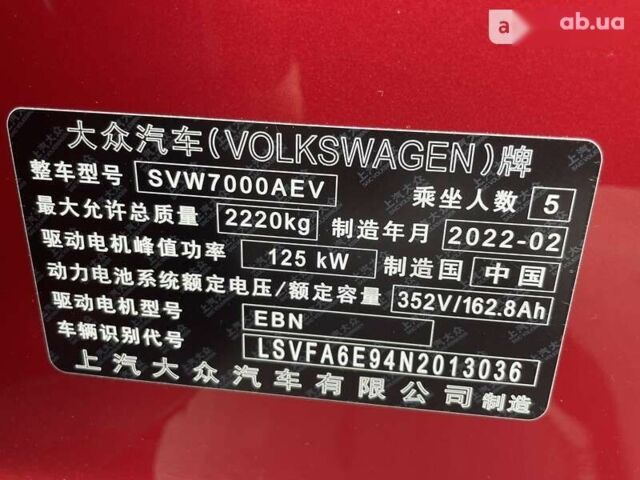 ab.ua
大众汽车(VOLKSWAGEN)牌
整车型号 SVW7000AEV 乘坐人数 5
最大允许总质量 2220kg 制造年月 2022-02
驱动电机峰值功率 125 kW 制造国 中国
动力电池系统额定电压/额定容量 352V/162.8Ah
驱动电机型号 EBN
车辆识别代号 LSVFA6E94N2013036
上汽大众汽车有限公司 制造